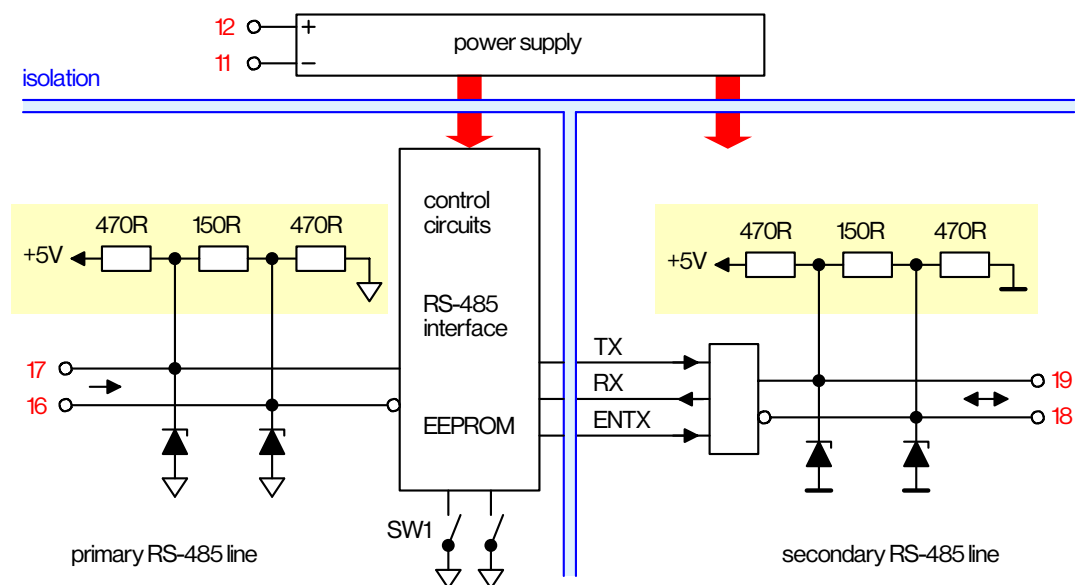 12
+
power supply
11
−
isolation
control
circuits
470R
150R
470R
+5V
470R
150R
470R
+5V
RS-485
interface
TX
17
RX
19
16
EEPROM
ENTX
18
SW1
primary RS-485 line
secondary RS-485 line